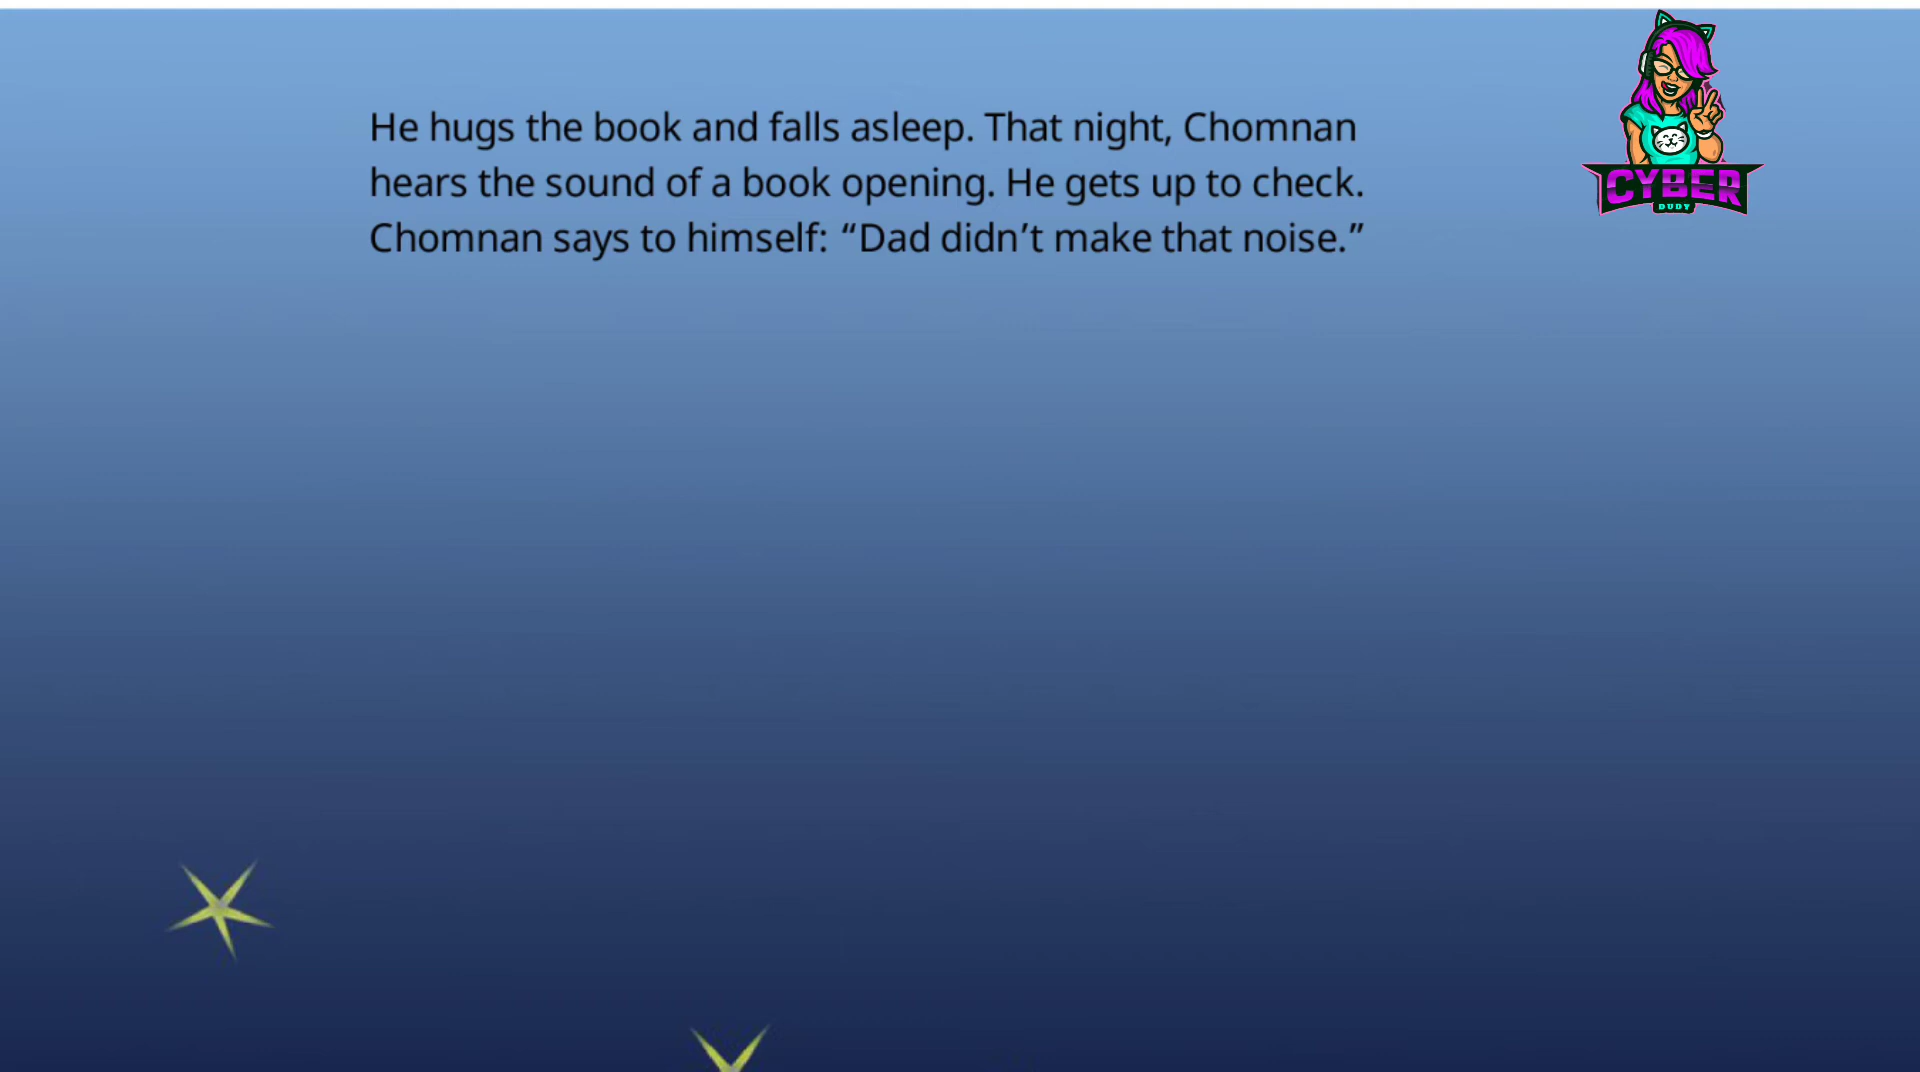 He hugs the book and falls asleep. That night, Chomnan
hears the sound of a book opening. He gets up to check.
Chomnan says to himself: “Dad didn’t make that noise.”
CYBER
DUDY